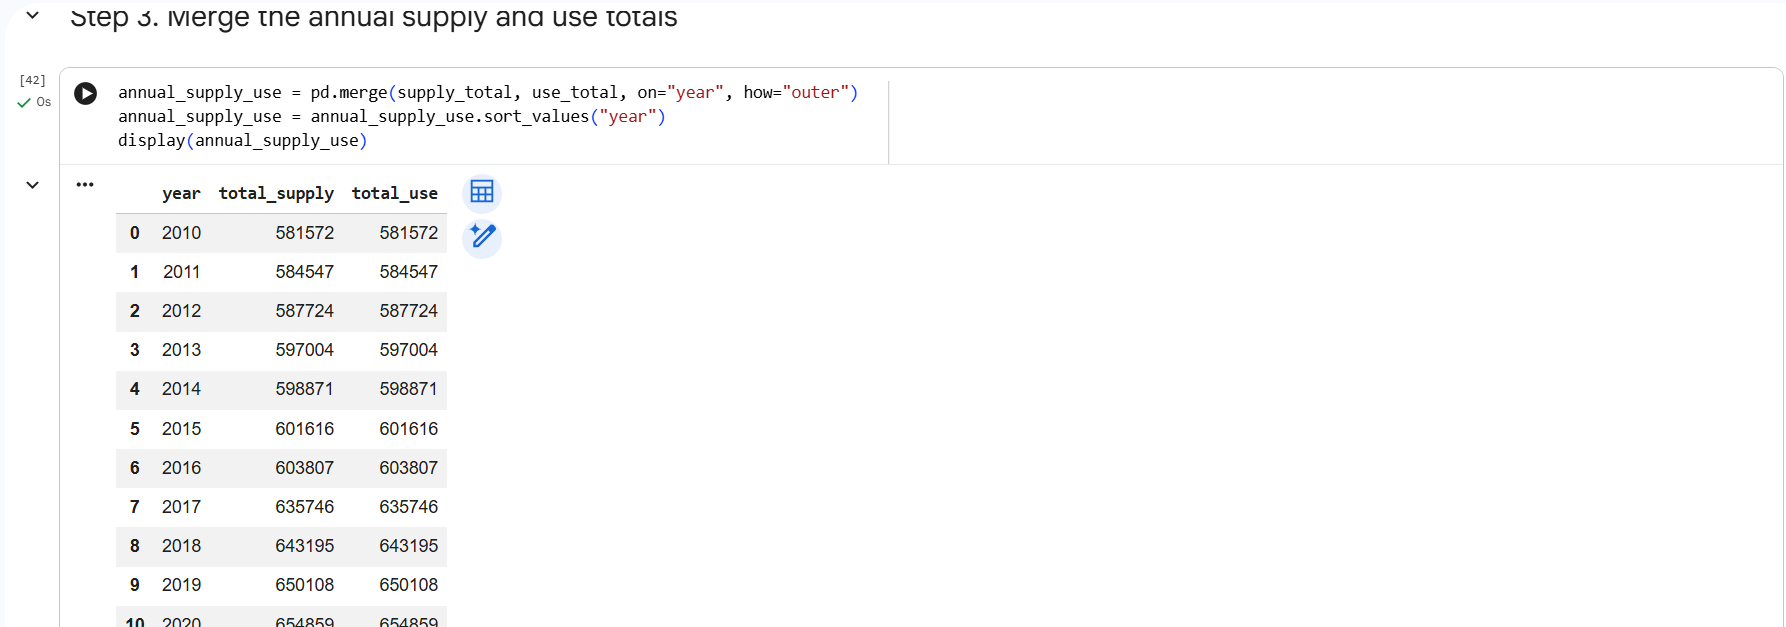 Step 3. Merge the annual supply and use totals
[42]
0s
annual_supply_use = pd.merge(supply_total, use_total, on="year", how="outer")
annual_supply_use = annual_supply_use.sort_values("year")
display(annual_supply_use)
year total_supply total_use
0 2010 581572 581572
1 2011 584547 584547
2 2012 587724 587724
3 2013 597004 597004
4 2014 598871 598871
5 2015 601616 601616
6 2016 603807 603807
7 2017 635746 635746
8 2018 643195 643195
9 2019 650108 650108
10 2020 654859 654859